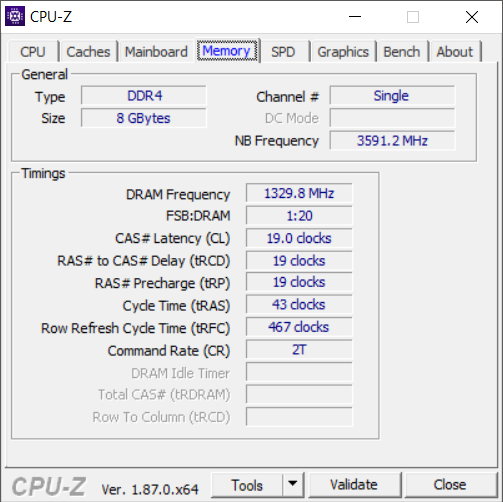 CPU-Z
CPU Caches Mainboard Memory SPD Graphics Bench About
General
Type DDR4 Channel # Single
Size 8 GBytes DC Mode
NB Frequency 3591.2 MHz
Timings
DRAM Frequency 1329.8 MHz
FSB:DRAM 1:20
CAS# Latency (CL) 19.0 clocks
RAS# to CAS# Delay (tRCD) 19 clocks
RAS# Precharge (tRP) 19 clocks
Cycle Time (tRAS) 43 clocks
Row Refresh Cycle Time (tRFC) 467 clocks
Command Rate (CR) 2T
DRAM Idle Timer
Total CAS# (tRDRAM)
Row To Column (tRCD)
CPU-Z Ver. 1.87.0.x64 Tools Validate Close